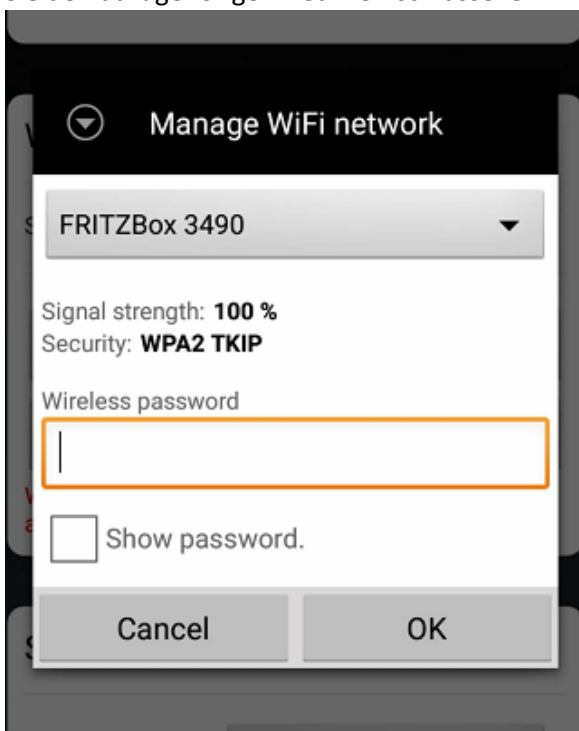 Manage WiFi network
FRITZBox 3490
Signal strength: 100 %
Security: WPA2 TKIP
Wireless password
Show password.
Cancel
OK